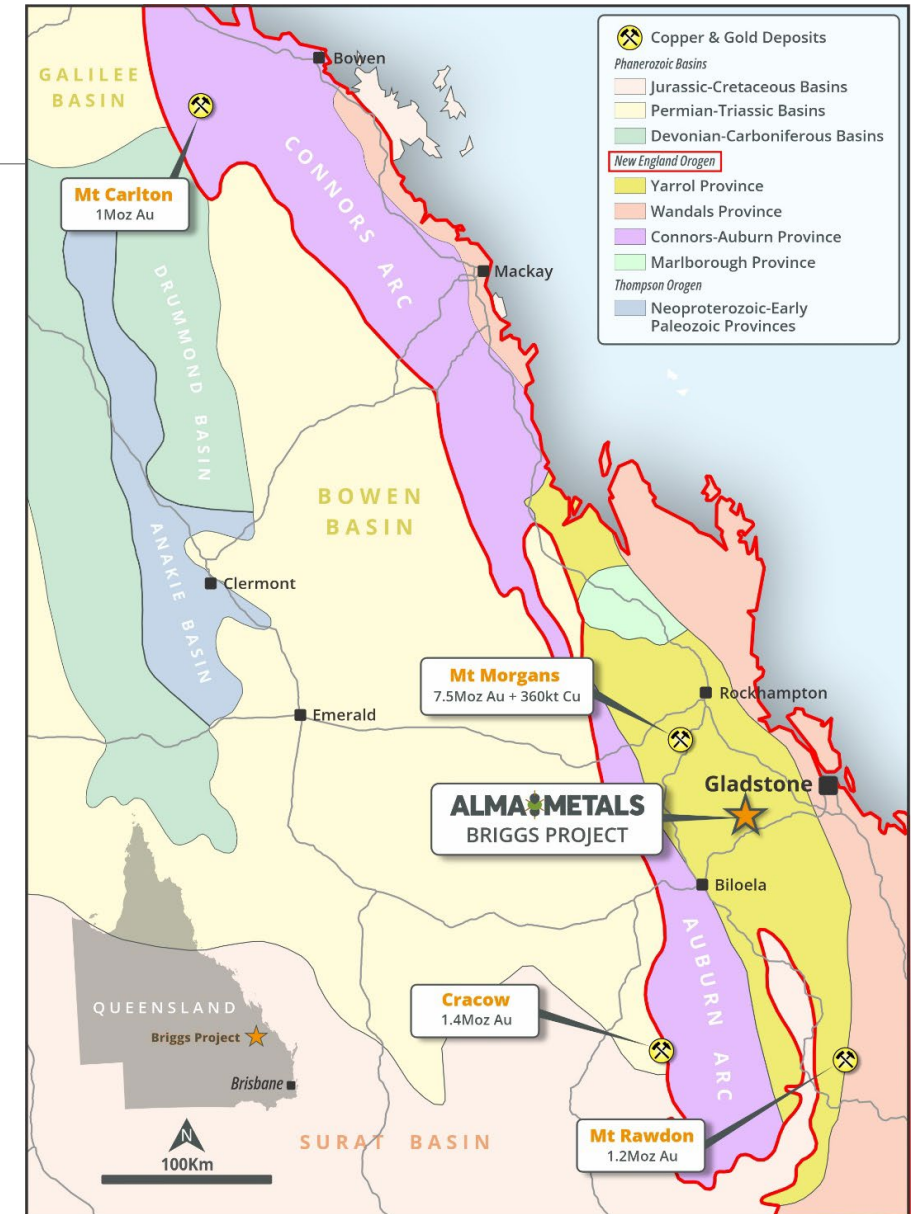 GALILEE
BASIN
Bowen
Mt Carlton
1Moz Au
CONNORS ARC
Mackay
DRUMMOND BASIN
BOWEN
BASIN
ANAKIE BASIN
Clermont
Emerald
Mt Morgans
7.5Moz Au + 360kt Cu
Rockhampton
Gladstone
ALMA METALS
BRIGGS PROJECT
Biloela
AUBURN ARC
Cracow
1.4Moz Au
Mt Rawdon
1.2Moz Au
SURAT BASIN
QUEENSLAND
Briggs Project
Brisbane
N
100Km
Copper & Gold Deposits
Phanerozoic Basins
Jurassic-Cretaceous Basins
Permian-Triassic Basins
Devonian-Carboniferous Basins
New England Orogen
Yarrol Province
Wandals Province
Connors-Auburn Province
Marlborough Province
Thompson Orogen
Neoproterozoic-Early
Paleozoic Provinces